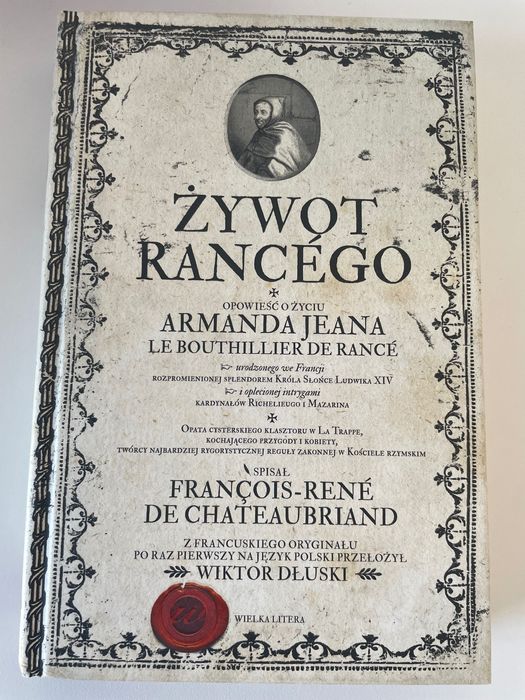 ŻYWOT
RANCÉGO
OPOWIEŚĆ O ŻYCIU
ARMANDA JEANA
LE BOUTHILLIER DE RANCÉ
urodzonego we Francji
ROZPROMIENIONEJ SPLENDOREM KRÓLA SŁOŃCE LUDWIKA XIV
i oplecionej intrygami
KARDYNAŁÓW RICHELIEUGO I MAZARINA
OPATA CYSTERSKIEGO KLASZTORU W LA TRAPPE,
KOCHAJĄCEGO PRZYGODY I KOBIETY,
TWÓRCY NAJBARDZIEJ RYGORYSTYCZNEJ REGUŁY ZAKONNEJ W KOŚCIELE RZYMSKIM
SPISAŁ
FRANÇOIS-RENÉ
DE CHATEAUBRIAND
Z FRANCUSKIEGO ORYGINAŁU
PO RAZ PIERWSZY NA JĘZYK POLSKI PRZEŁOŻYŁ
WIKTOR DŁUSKI
WIELKA LITERA